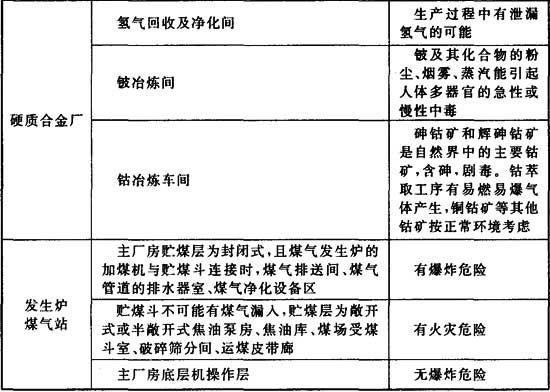 硬质合金厂
氢气回收及净化间
生产过程中有泄漏
氢气的可能
铍冶炼间
铍及其化合物的粉
尘、烟雾、蒸汽能引起
人体多器官的急性或
慢性中毒
钴冶炼车间
砷钴矿和辉砷钴矿
是自然界中的主要钴
矿,含砷,剧毒。钴萃
取工序有易燃易爆气
体产生,铜钴矿等其他
钴矿按正常环境考虑
发生炉
煤气站
主厂房贮煤层为封闭式,且煤气发生炉的
加煤机与贮煤斗连接时,煤气排送间、煤气
管道的排水器室、煤气净化设备区
有爆炸危险
贮煤斗不可能有煤气漏入,贮煤层为敞开
式或半敞开式焦油泵房、焦油库、煤场受煤
斗室、破碎筛分间、运煤皮带廊
有火灾危险
主厂房底层机操作层
无爆炸危险